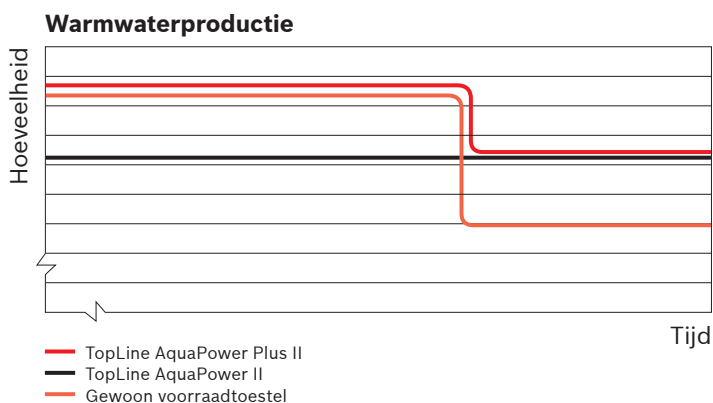 Warmwaterproductie
Hoeveelheid
Tijd
TopLine AquaPower Plus II
TopLine AquaPower II
Gewoon voorraadtoestel